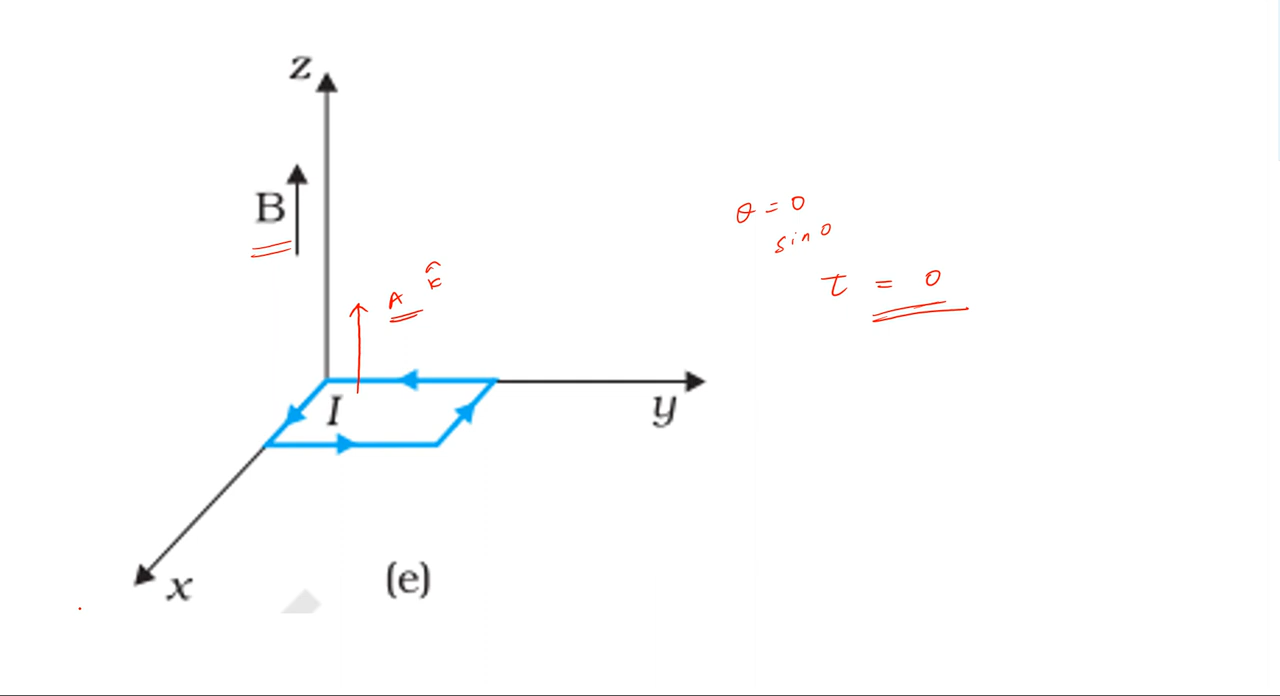 z
B
θ = 0
sin 0
A k̂
τ = 0
I
y
x
(e)